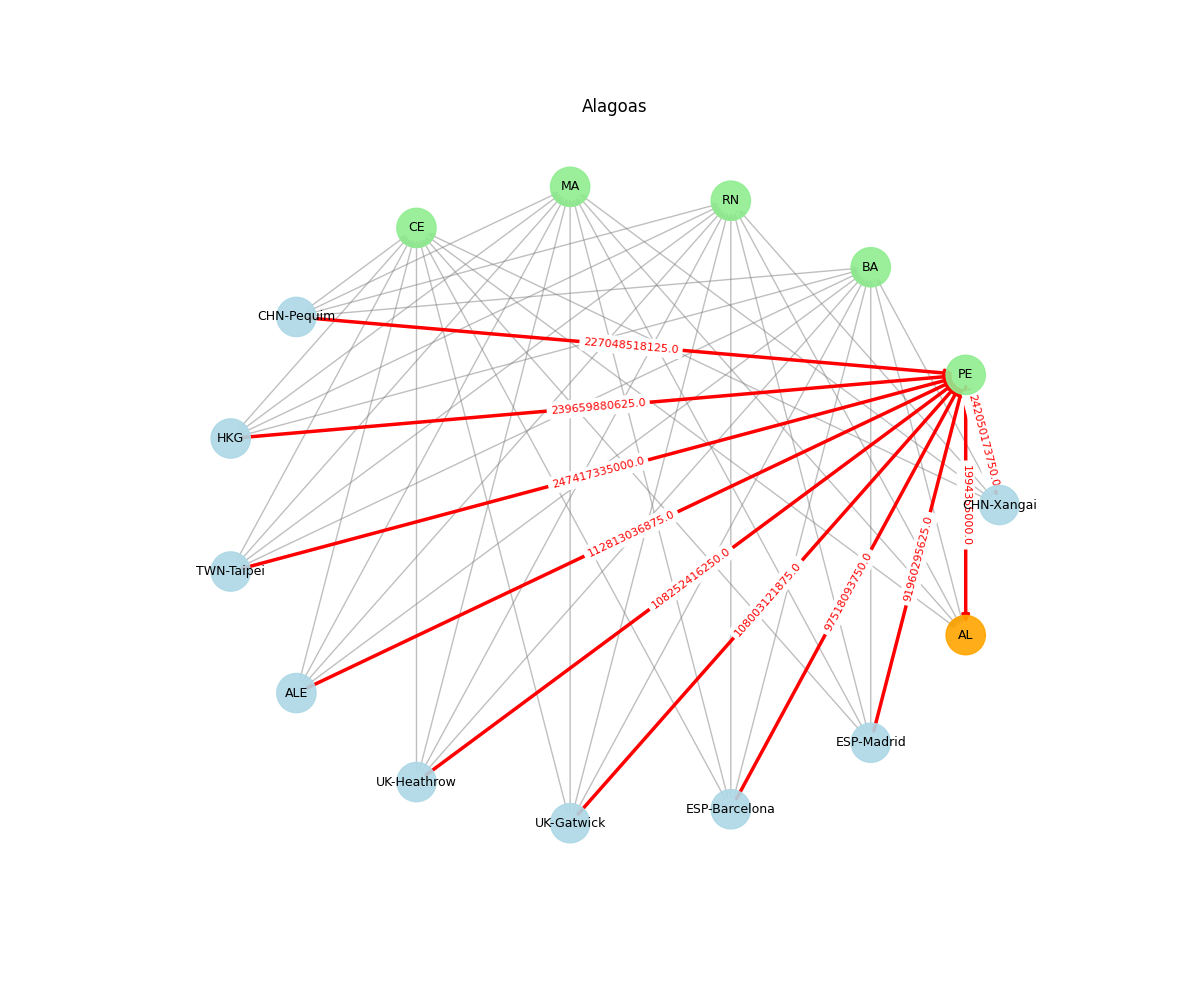 Alagoas
MA
RN
CE
BA
CHN-Pequim
227048518125.0
PE
239659880625.0
242050173750.0
HKG
247417335000.0
CHN-Xangai
112813036875.0
91960295625.0
TWN-Taipei
108252416250.0
108003121875.0
97518093750.0
AL
ALE
ESP-Madrid
UK-Heathrow
ESP-Barcelona
UK-Gatwick